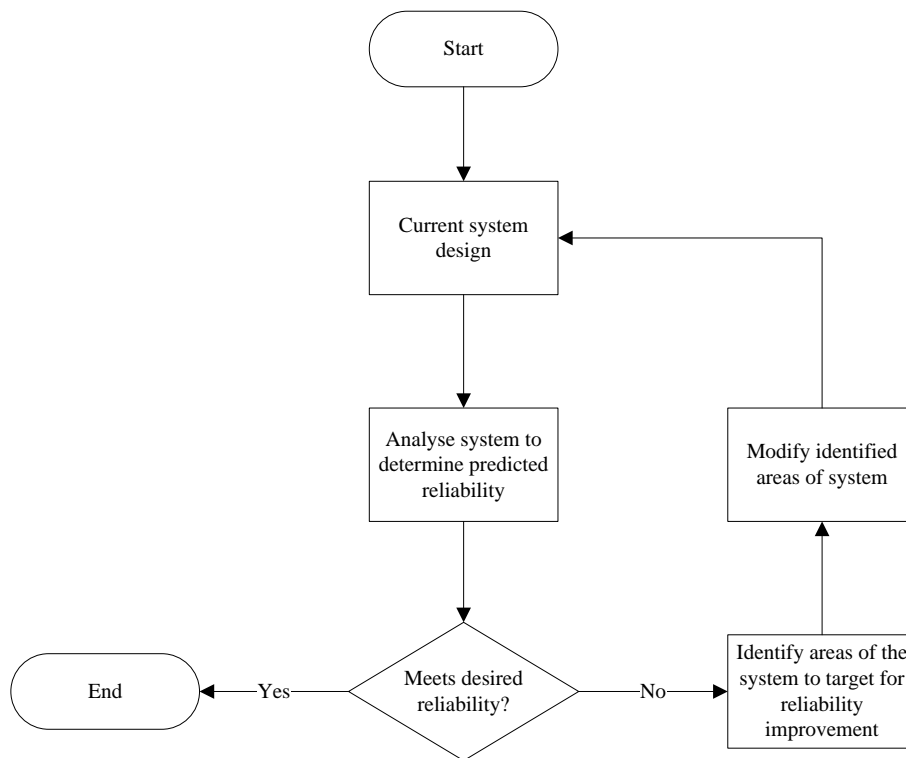 Start
Current system
design
Analyse system to
determine predicted
reliability
Modify identified
areas of system
Meets desired
reliability?
Yes
End
No
Identify areas of the
system to target for
reliability
improvement